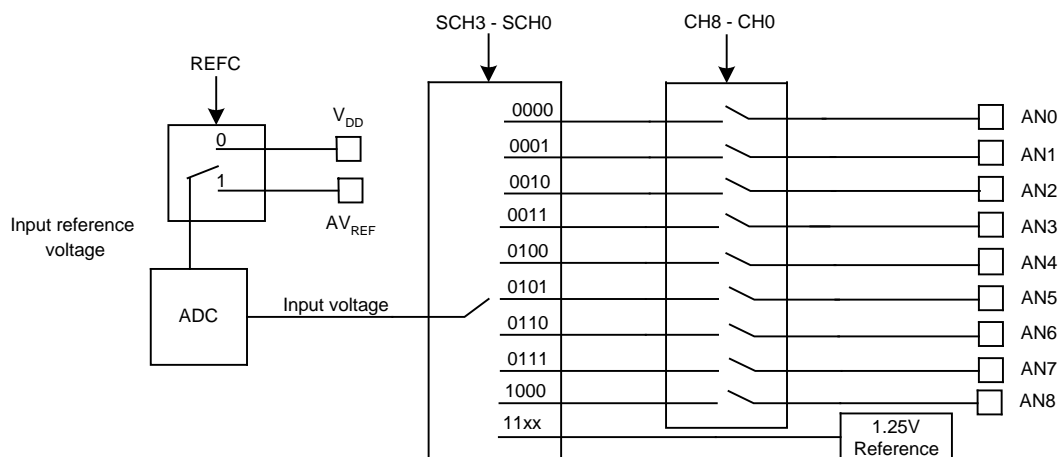 SCH3 - SCH0
CH8 - CH0
REFC
V_DD
0
1
AV_REF
Input reference
voltage
ADC
Input voltage
0000
AN0
0001
AN1
0010
AN2
0011
AN3
0100
AN4
0101
AN5
0110
AN6
0111
AN7
1000
AN8
11xx
1.25V
Reference